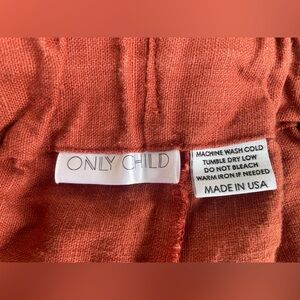 ONLY CHILD
MACHINE WASH COLD
TUMBLE DRY LOW
DO NOT BLEACH
WARM IRON IF NEEDED
MADE IN USA